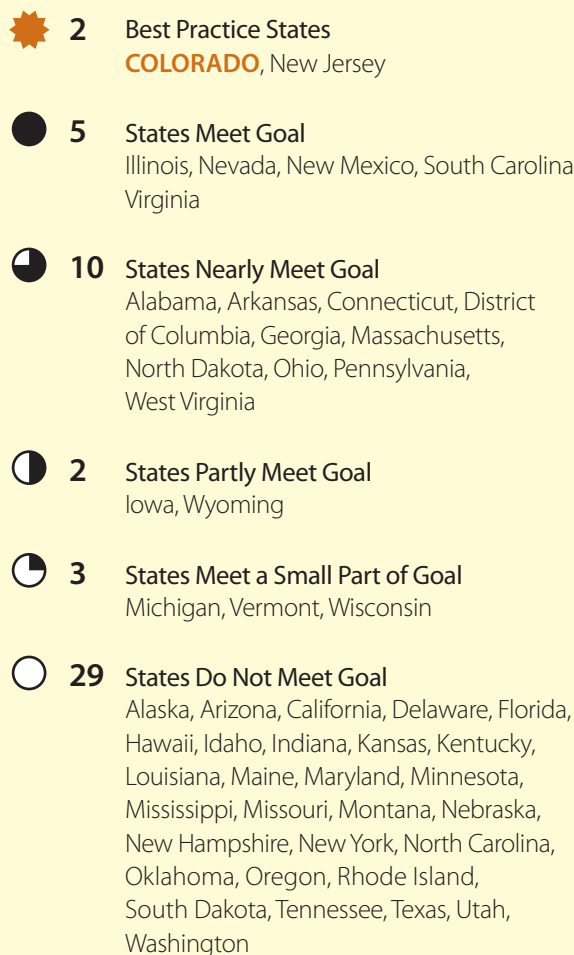 2 Best Practice States
COLORADO, New Jersey
5 States Meet Goal
Illinois, Nevada, New Mexico, South Carolina
Virginia
10 States Nearly Meet Goal
Alabama, Arkansas, Connecticut, District
of Columbia, Georgia, Massachusetts,
North Dakota, Ohio, Pennsylvania,
West Virginia
2 States Partly Meet Goal
Iowa, Wyoming
3 States Meet a Small Part of Goal
Michigan, Vermont, Wisconsin
29 States Do Not Meet Goal
Alaska, Arizona, California, Delaware, Florida,
Hawaii, Idaho, Indiana, Kansas, Kentucky,
Louisiana, Maine, Maryland, Minnesota,
Mississippi, Missouri, Montana, Nebraska,
New Hampshire, New York, North Carolina,
Oklahoma, Oregon, Rhode Island,
South Dakota, Tennessee, Texas, Utah,
Washington